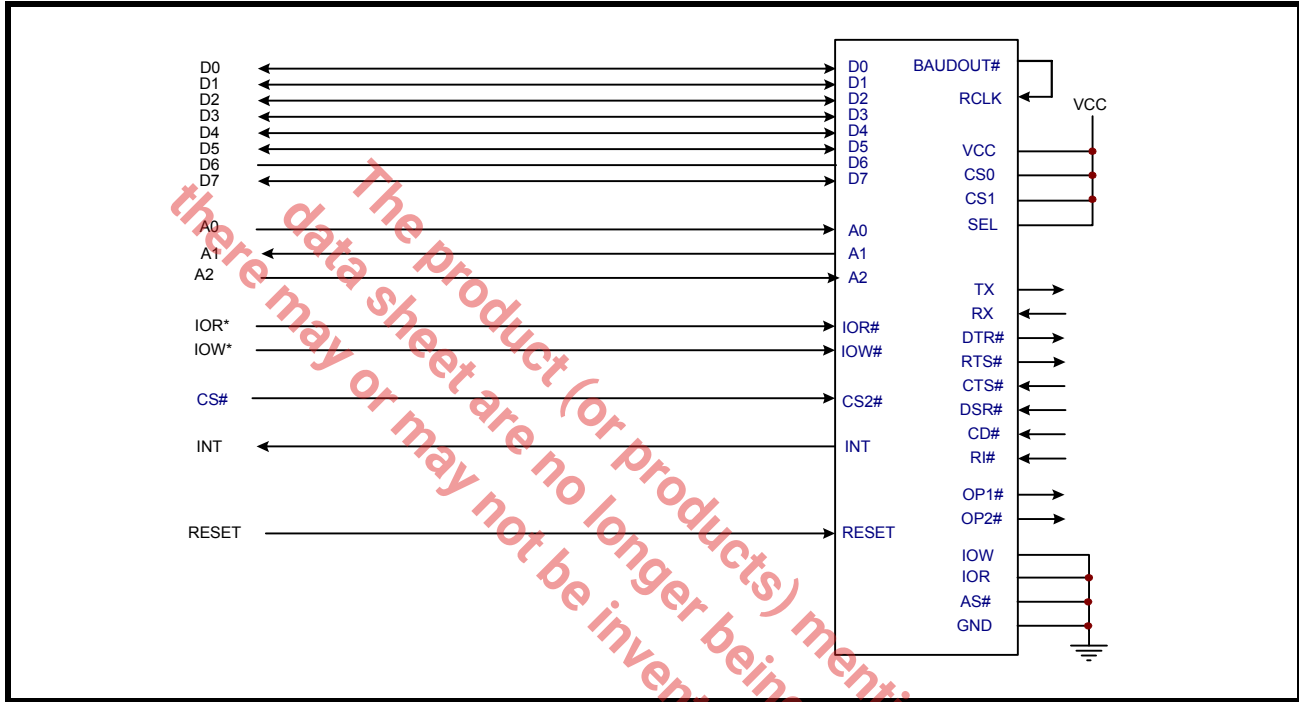 D0 D0 BAUDOUT#
D1 D1
D2 D2 RCLK
VCC
D3 D3
D4 D4
D5 D5 VCC
D6 D6
D7 D7 CS0
CS1
SEL
A0 A0
A1 A1
A2 A2
TX
RX
IOR* IOR#
DTR#
IOW* IOW#
RTS#
CTS#
CS# CS2#
DSR#
CD#
INT INT
RI#
OP1#
OP2#
RESET RESET
IOW
IOR
AS#
GND
The product (or products) menti
data sheet are no longer being
there may or may not be invent